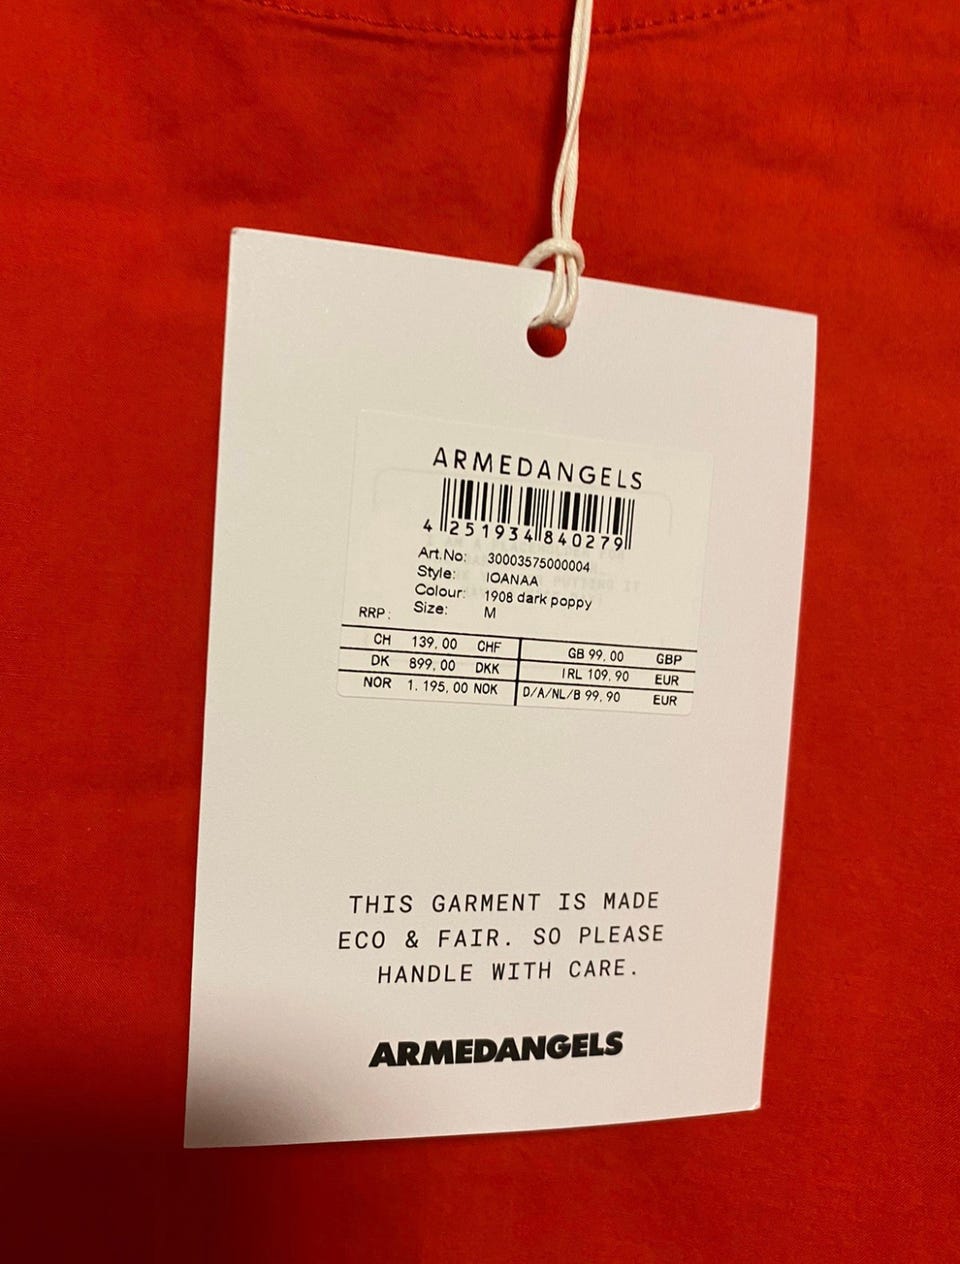 ARMEDANGELS
4 251934 840279
Art.No: 30003575000004
Style: IOANAA
Colour: 1908 dark poppy
Size: M
RRP:
CH 139.00 CHF GB 99.00 GBP
DK 899.00 DKK IRL 109.90 EUR
NOR 1.195.00 NOK D/A/NL/B 99.90 EUR
THIS GARMENT IS MADE
ECO & FAIR. SO PLEASE
HANDLE WITH CARE.
ARMEDANGELS